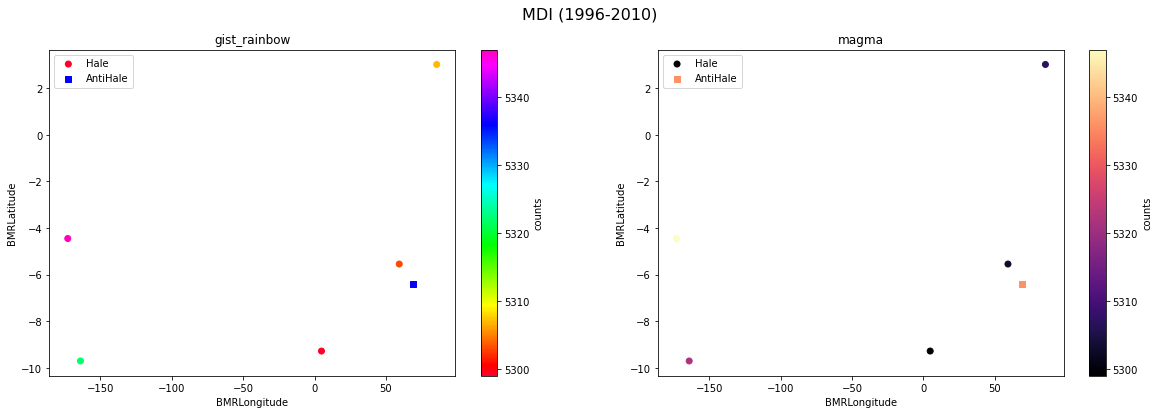 MDI (1996-2010)
gist_rainbow
Hale
AntiHale
2
0
−2
−4
−6
−8
−10
BMRLatitude
−150
−100
−50
0
50
BMRLongitude
5340
5330
5320
5310
5300
counts
magma
Hale
AntiHale
2
0
−2
−4
−6
−8
−10
BMRLatitude
−150
−100
−50
0
50
BMRLongitude
5340
5330
5320
5310
5300
counts